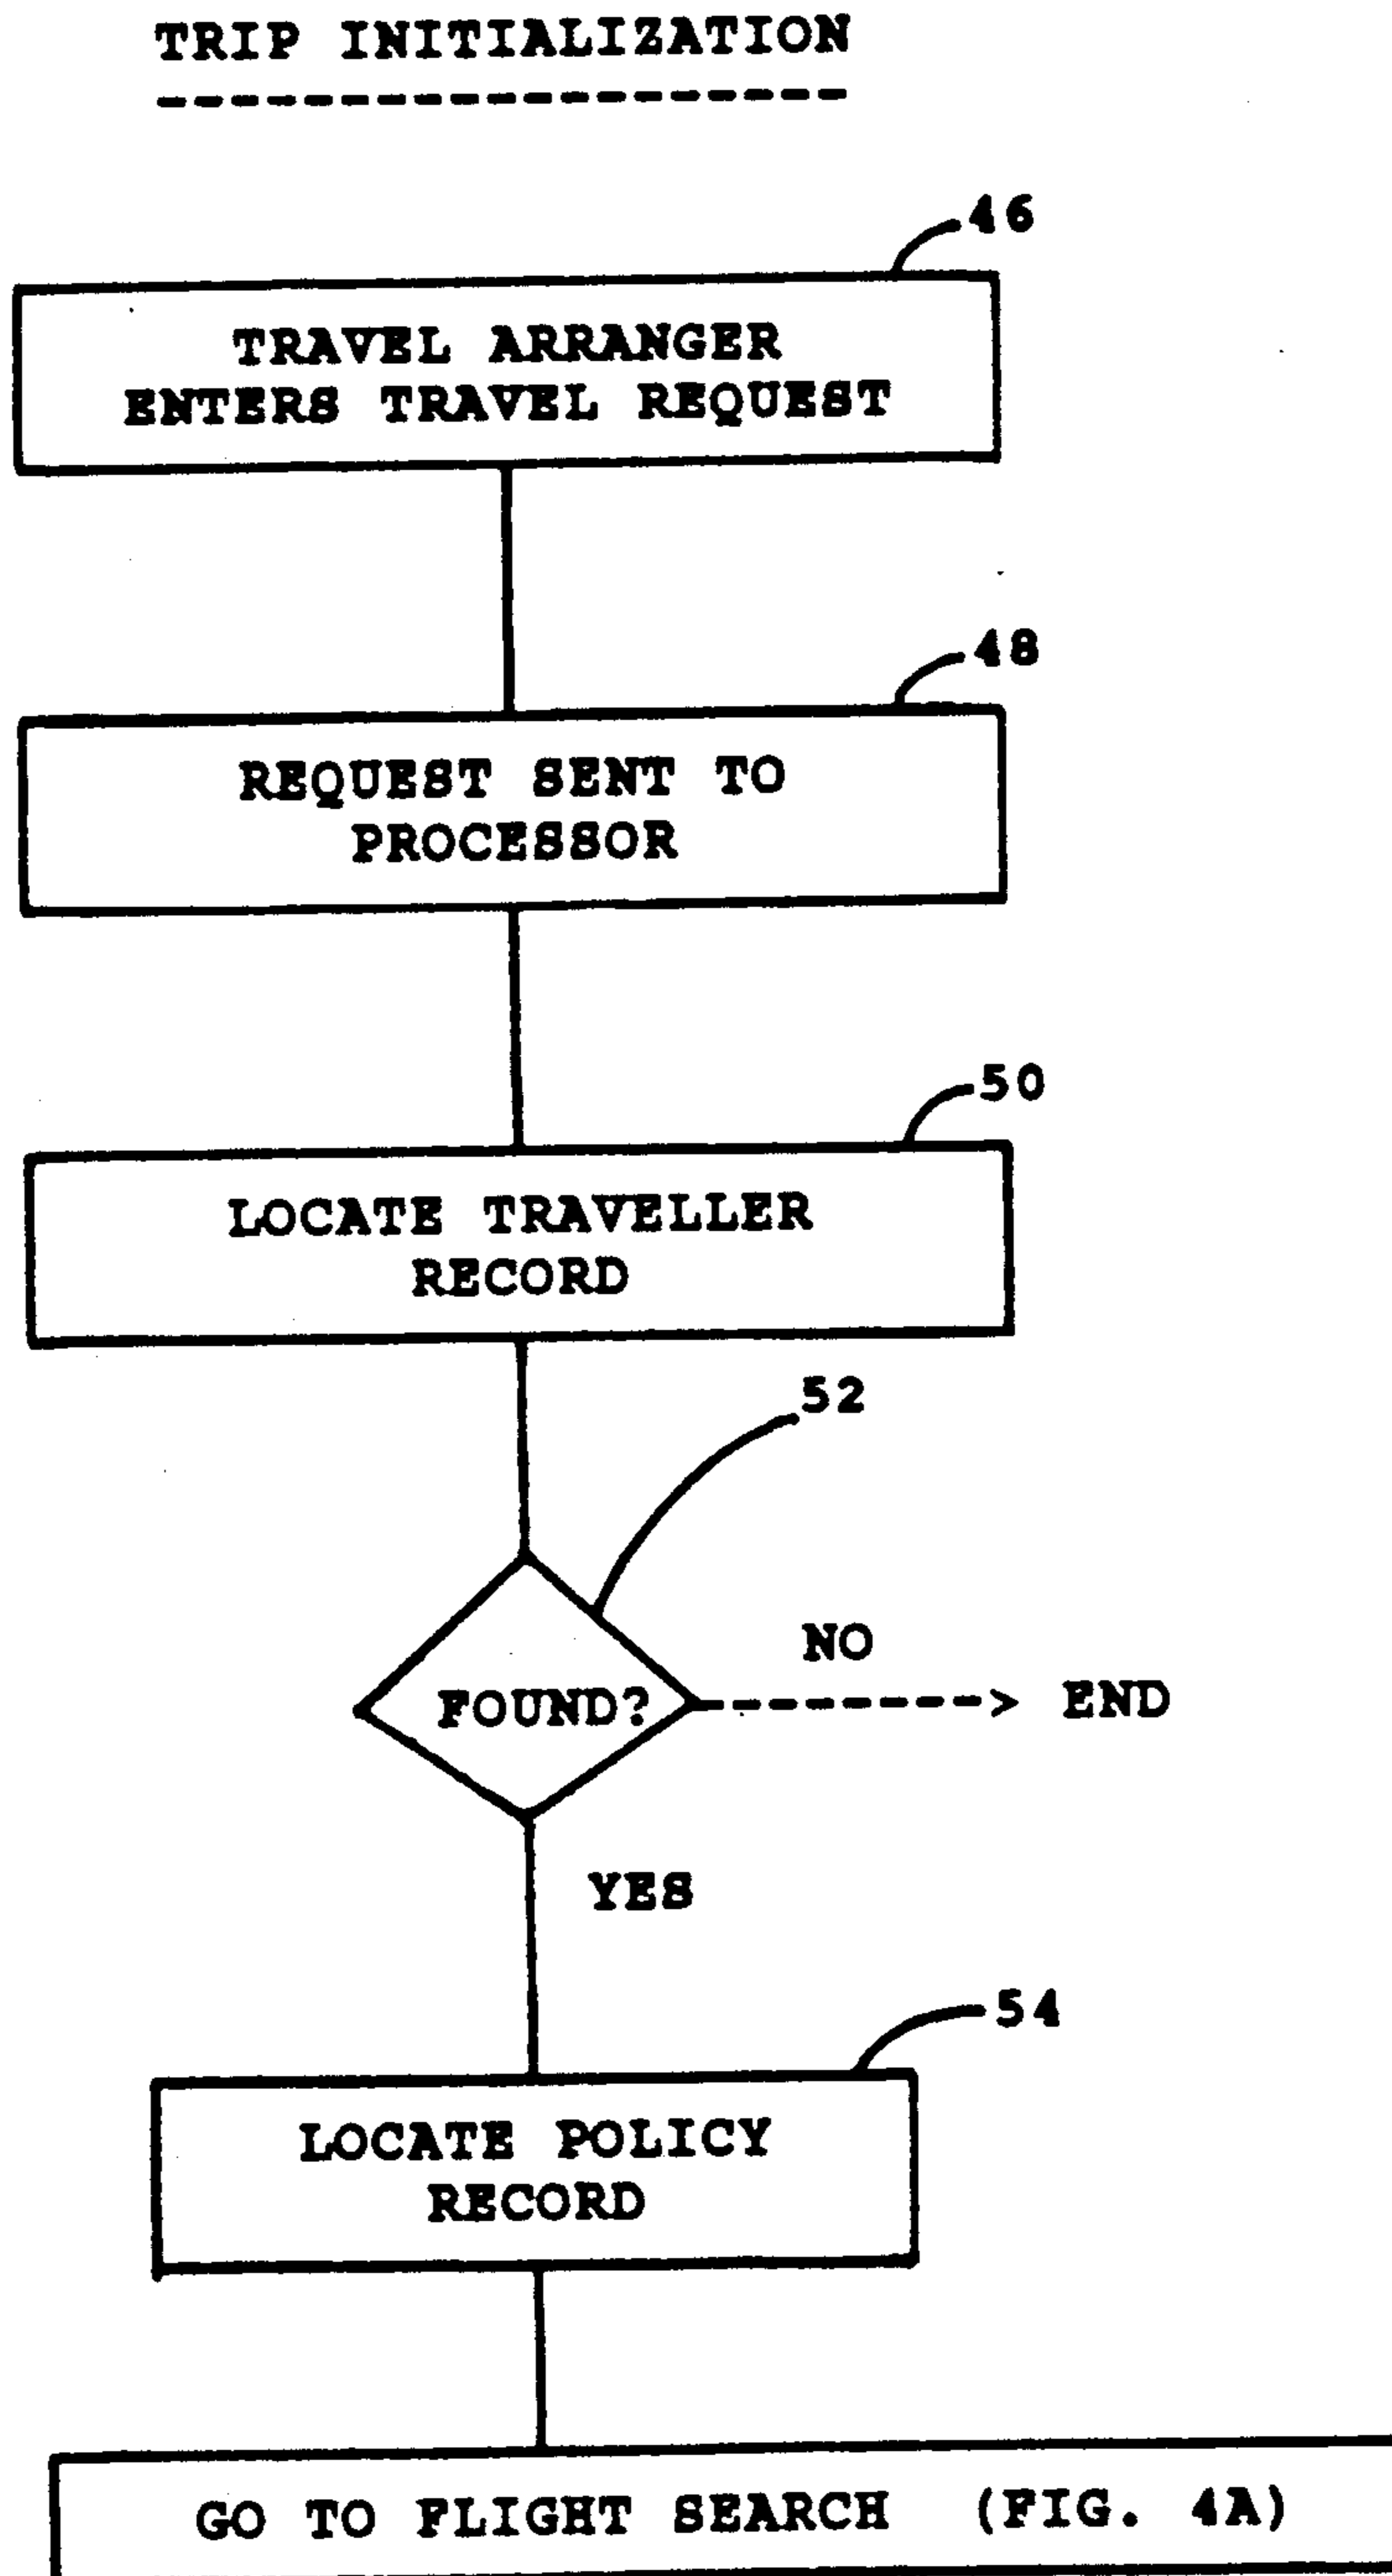 TRIP INITIALIZATION
46
TRAVEL ARRANGER
ENTERS TRAVEL REQUEST
48
REQUEST SENT TO
PROCESSOR
50
LOCATE TRAVELLER
RECORD
52
NO
FOUND?
END
YES
54
LOCATE POLICY
RECORD
GO TO FLIGHT SEARCH (FIG. 4A)